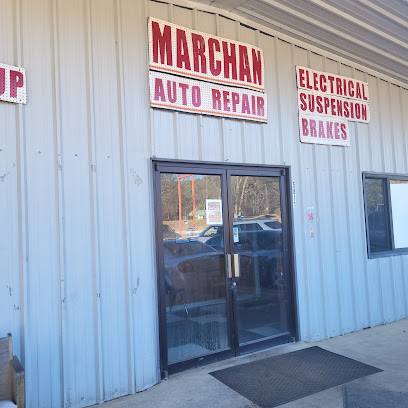 UP
MARCHAN
AUTO REPAIR
ELECTRICAL
SUSPENSION
BRAKES